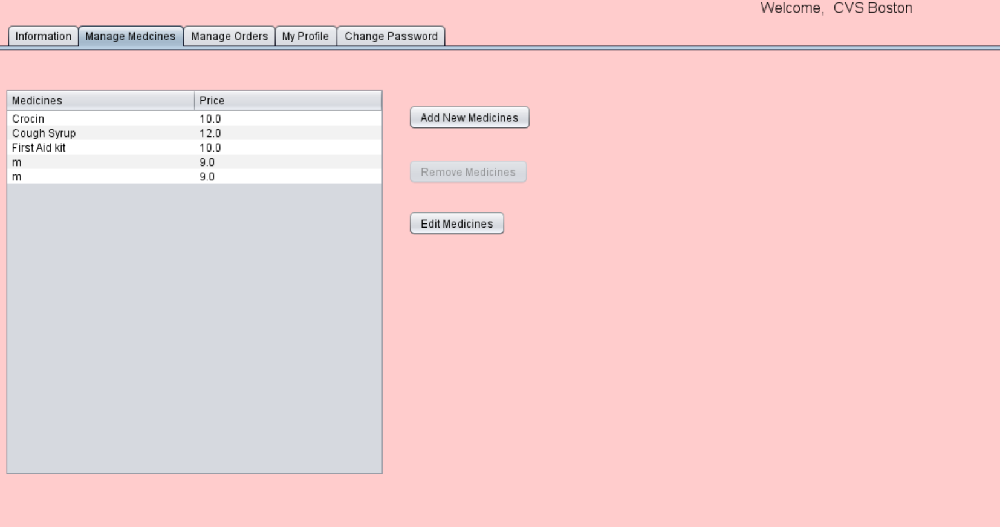 Welcome, CVS Boston
Information Manage Medcines Manage Orders My Profile Change Password
Medicines Price
Crocin 10.0
Cough Syrup 12.0
First Aid kit 10.0
m 9.0
m 9.0
Add New Medicines
Remove Medicines
Edit Medicines